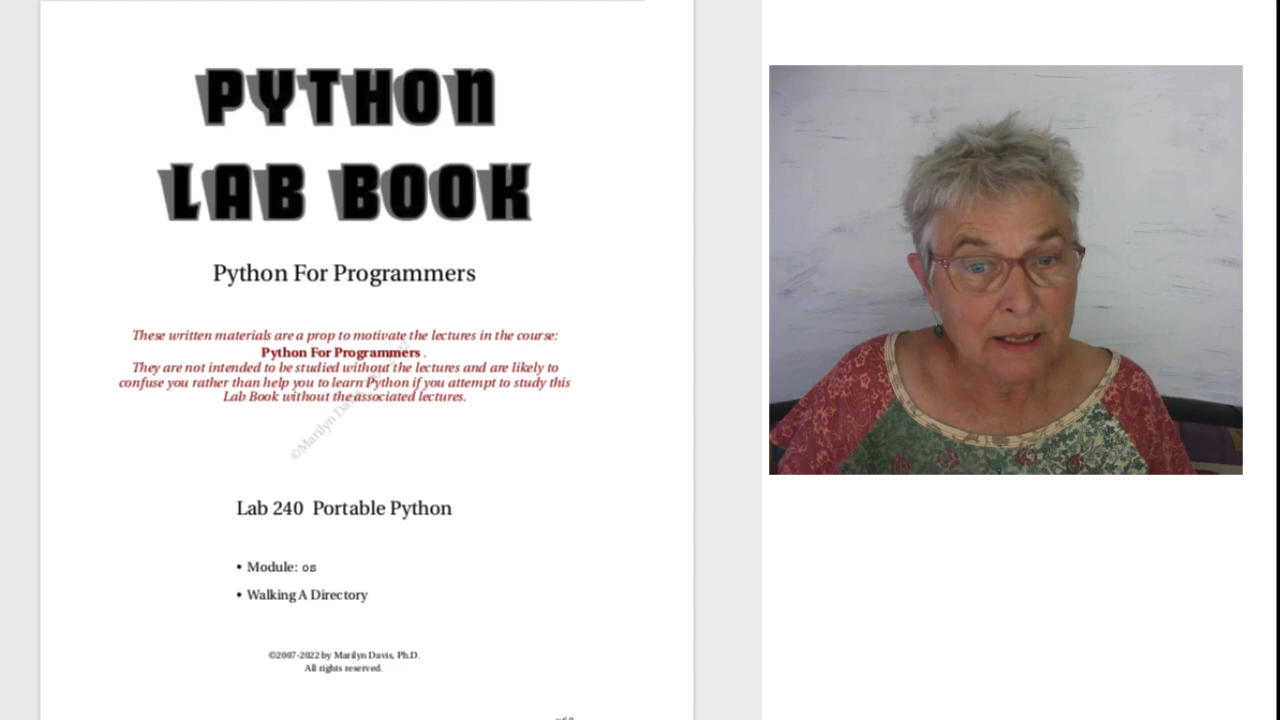 PYTHON
LAB BOOK
Python For Programmers
These written materials are a prop to motivate the lectures in the course:
Python For Programmers .
They are not intended to be studied without the lectures and are likely to
confuse you rather than help you to learn Python if you attempt to study this
Lab Book without the associated lectures.
©Marilyn Da
Lab 240 Portable Python
• Module: os
• Walking A Directory
©2007-2022 by Marilyn Davis, Ph.D.
All rights reserved.